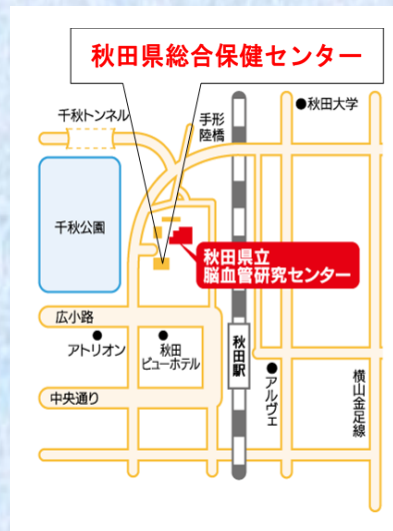 秋田県総合保健センター
千秋トンネル
手形
陸橋
秋田大学
千秋公園
秋田県立
脳血管研究センター
広小路
アトリオン
秋田
ビューホテル
秋田駅
アルヴェ
横山金足線
中央通り